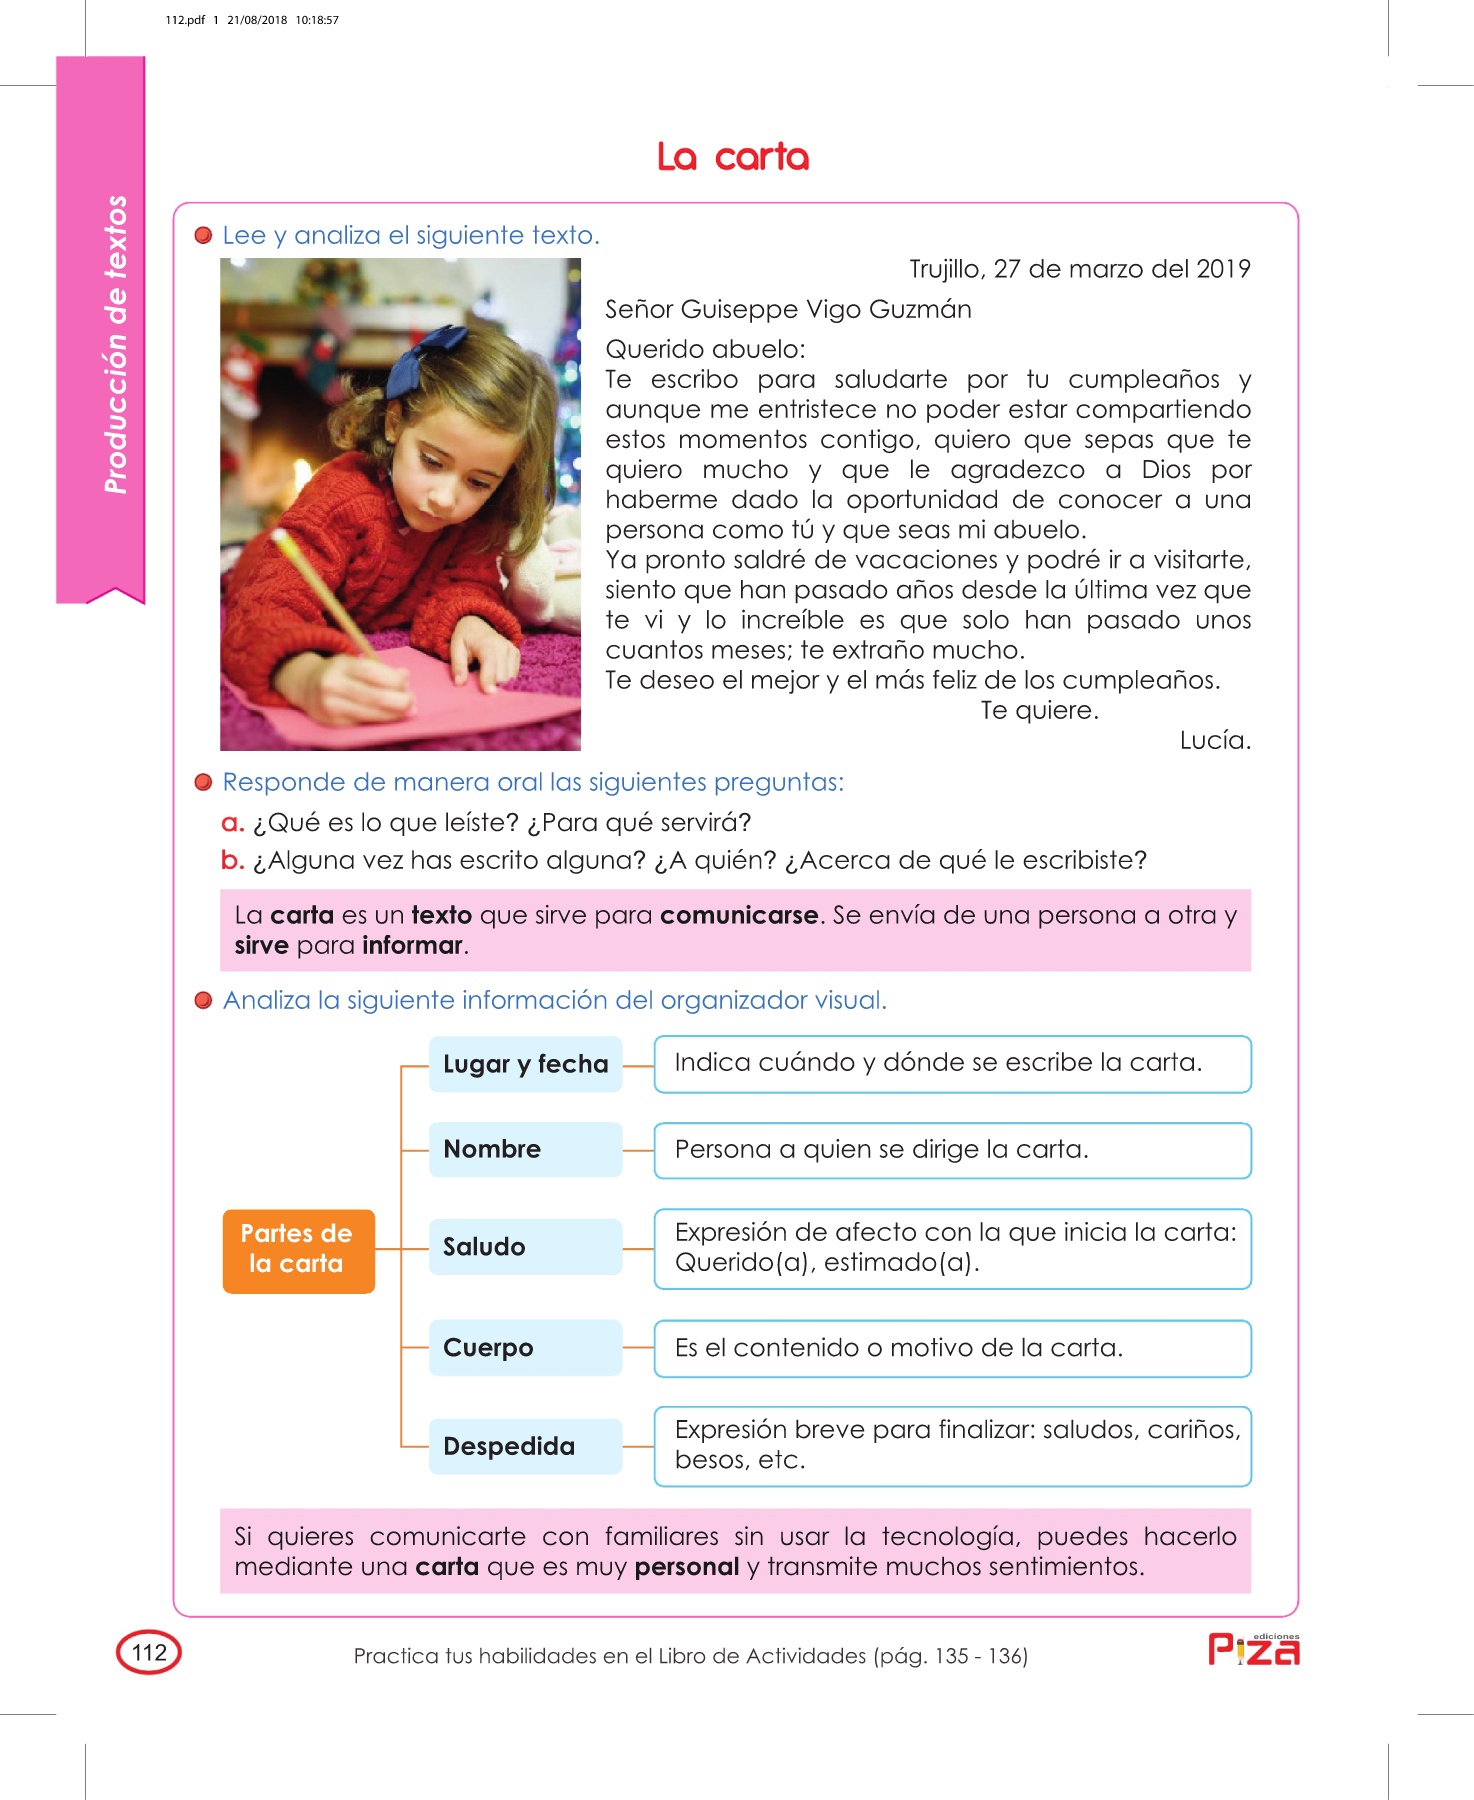 112.pdf 1 21/08/2018 10:18:57
Producción de textos
La carta
Lee y analiza el siguiente texto.
Trujillo, 27 de marzo del 2019
Señor Guiseppe Vigo Guzmán
Querido abuelo:
Te escribo para saludarte por tu cumpleaños y
aunque me entristece no poder estar compartiendo
estos momentos contigo, quiero que sepas que te
quiero mucho y que le agradezco a Dios por
haberme dado la oportunidad de conocer a una
persona como tú y que seas mi abuelo.
Ya pronto saldré de vacaciones y podré ir a visitarte,
siento que han pasado años desde la última vez que
te vi y lo increíble es que solo han pasado unos
cuantos meses; te extraño mucho.
Te deseo el mejor y el más feliz de los cumpleaños.
Te quiere.
Lucía.
Responde de manera oral las siguientes preguntas:
a. ¿Qué es lo que leíste? ¿Para qué servirá?
b. ¿Alguna vez has escrito alguna? ¿A quién? ¿Acerca de qué le escribiste?
La carta es un texto que sirve para comunicarse. Se envía de una persona a otra y
sirve para informar.
Analiza la siguiente información del organizador visual.
Partes de
la carta
Lugar y fecha
Indica cuándo y dónde se escribe la carta.
Nombre
Persona a quien se dirige la carta.
Saludo
Expresión de afecto con la que inicia la carta:
Querido(a), estimado(a).
Cuerpo
Es el contenido o motivo de la carta.
Despedida
Expresión breve para finalizar: saludos, cariños,
besos, etc.
Si quieres comunicarte con familiares sin usar la tecnología, puedes hacerlo
mediante una carta que es muy personal y transmite muchos sentimientos.
112
Practica tus habilidades en el Libro de Actividades (pág. 135 - 136)
ediciones
Piza